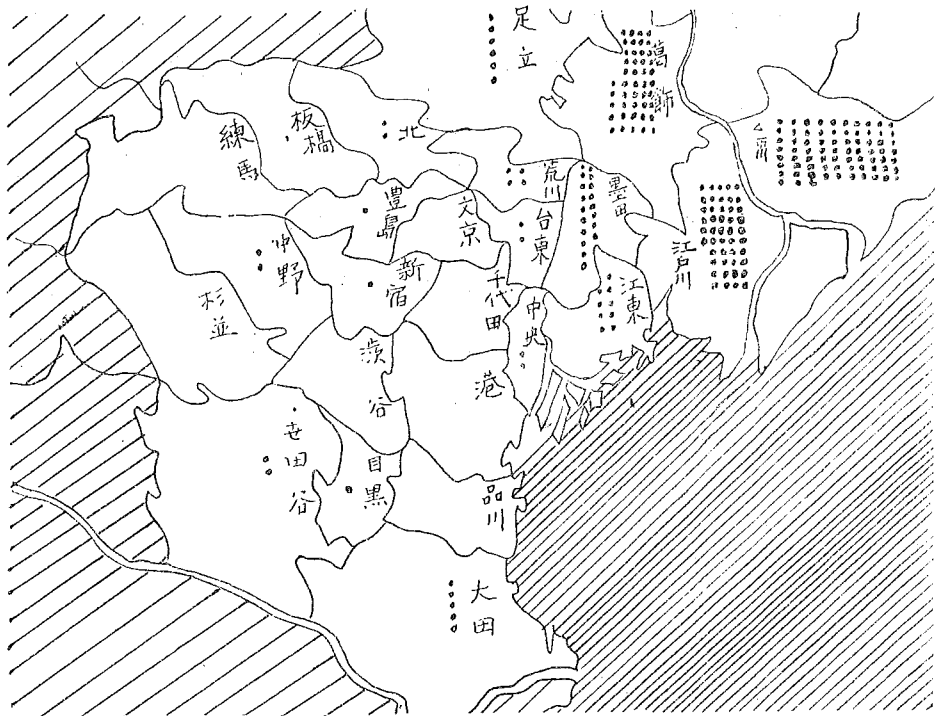 足立
葛飾
北
板橋
練馬
荒川
墨田
豊島
文京
台東
江戸川
中野
新宿
千代田
江東
杉並
中央
渋谷
港
世田谷
目黒
品川
大田